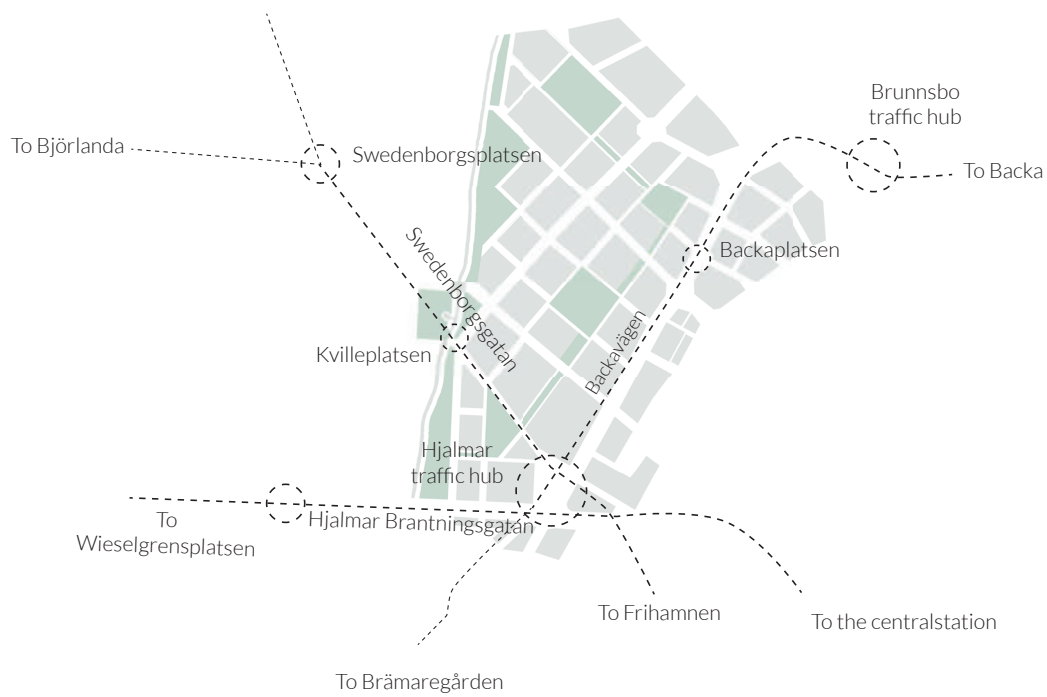 Brunnsbo
traffic hub
To Björlanda
Swedenborgsplatsen
To Backa
Swedenborgsgatan
Backaplatsen
Kvilleplatsen
Backavägen
Hjalmar
traffic hub
To
Wieselgrensplatsen
Hjalmar Brantningsgatan
To Frihamnen
To the centralstation
To Brämaregården